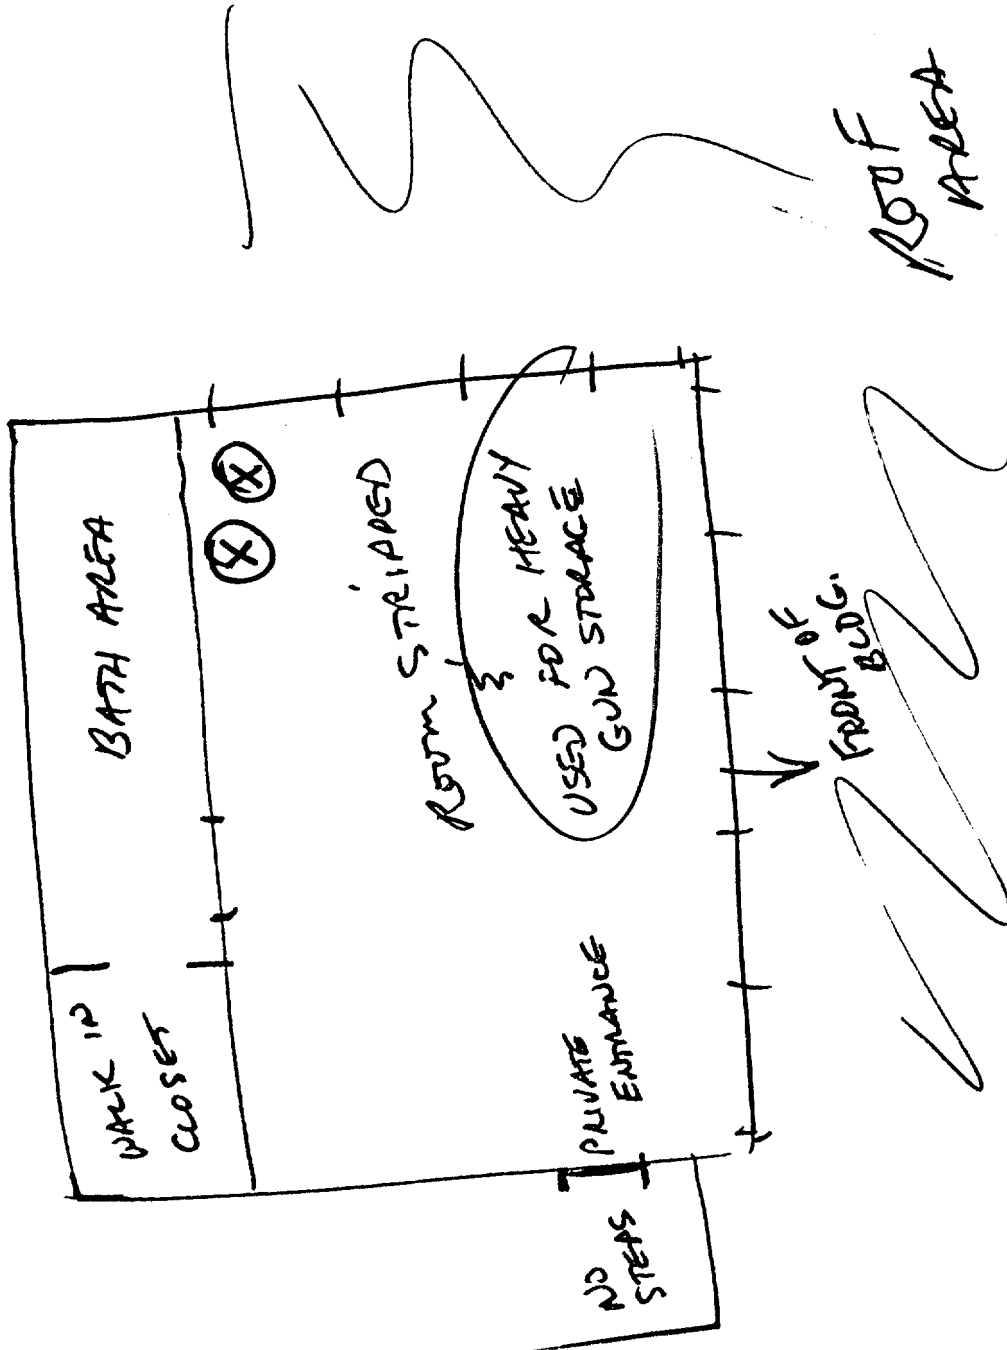 WALK IN
CLOSET
BATH AREA
X X
ROOM STRIPPED
&
USED FOR HEAVY
GUN STORAGE
PRIVATE
ENTRANCE
NO
STEPS
FRONT OF
BLDG.
ROOF
AREA